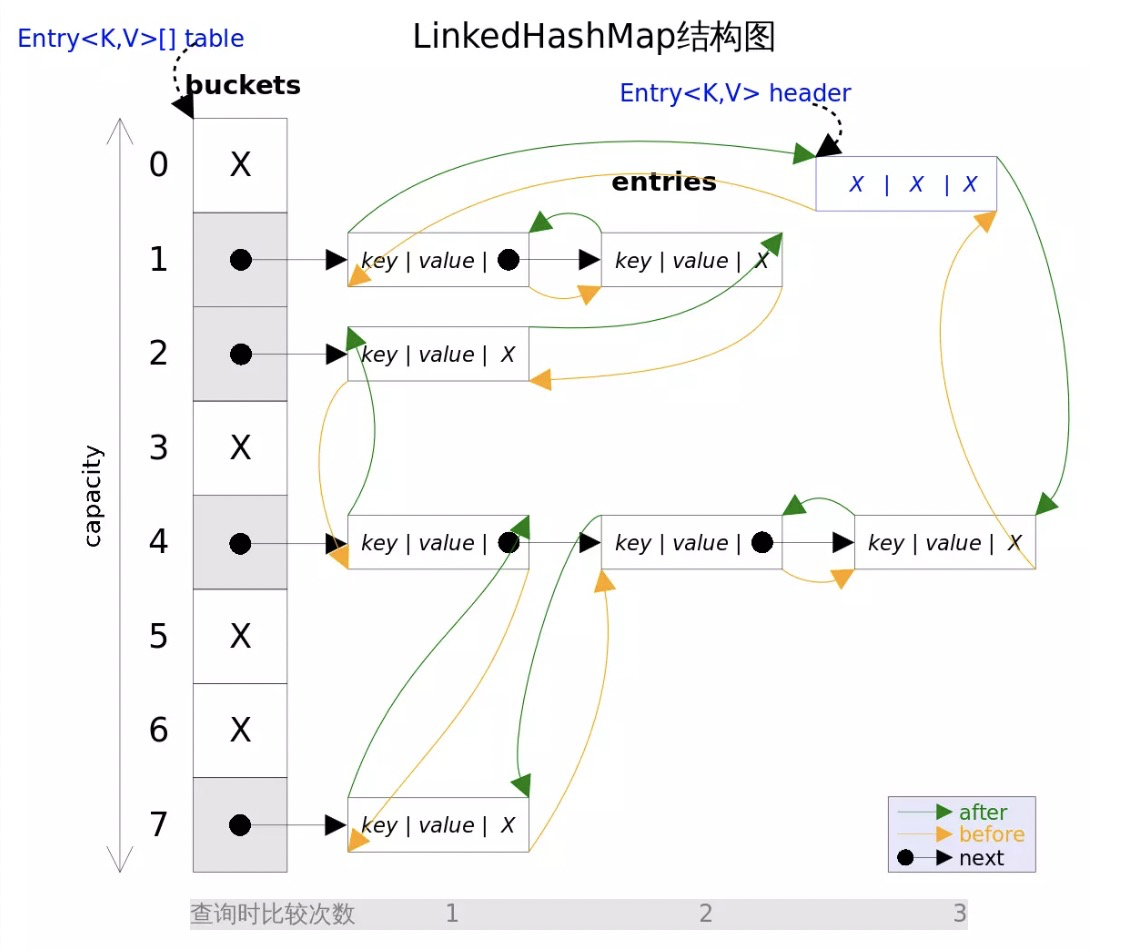 LinkedHashMap结构图
Entry<K,V>[] table
buckets
Entry<K,V> header
entries
capacity
0
X
X | X | X
1
key | value |
key | value | X
2
key | value | X
3
X
4
key | value |
key | value |
key | value | X
5
X
6
X
7
key | value | X
after
before
next
查询时比较次数 1 2 3